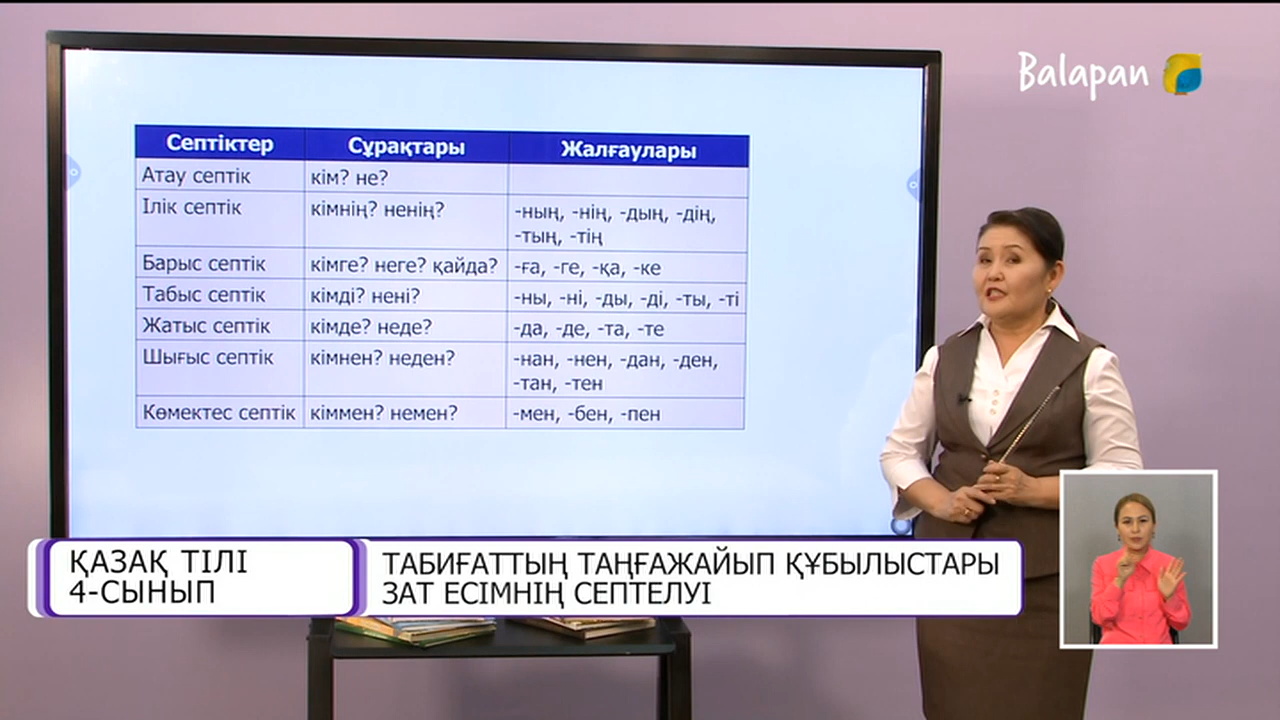 Balapan
Септіктер Сұрақтары Жалғаулары
Атау септік кім? не?
Ілік септік кімнің? ненің? -ның, -нің, -дың, -дің,
-тың, -тің
Барыс септік кімге? неге? қайда? -ға, -ге, -қа, -ке
Табыс септік кімді? нені? -ны, -ні, -ды, -ді, -ты, -ті
Жатыс септік кімде? неде? -да, -де, -та, -те
Шығыс септік кімнен? неден? -нан, -нен, -дан, -ден,
-тан, -тен
Көмектес септік кіммен? немен? -мен, -бен, -пен
ҚАЗАҚ ТІЛІ
4-СЫНЫП
ТАБИҒАТТЫҢ ТАҢҒАЖАЙЫП ҚҰБЫЛЫСТАРЫ
ЗАТ ЕСІМНІҢ СЕПТЕЛУІ